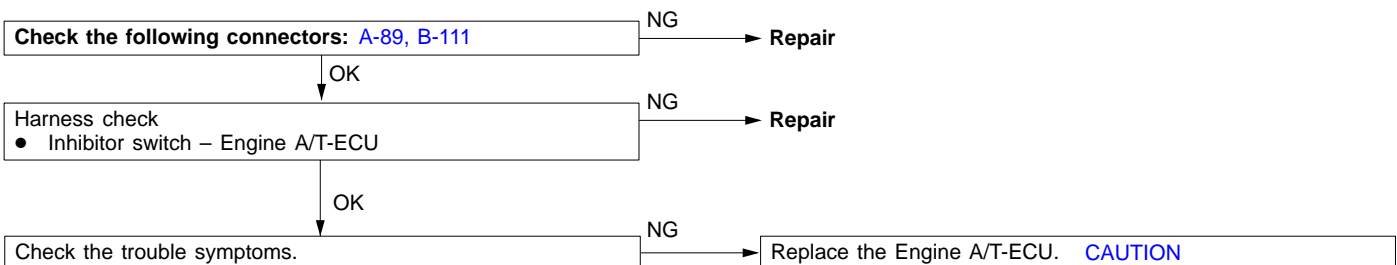 Check the following connectors: A-89, B-111
NG
Repair
OK
Harness check
● Inhibitor switch – Engine A/T-ECU
NG
Repair
OK
Check the trouble symptoms.
NG
Replace the Engine A/T-ECU. CAUTION